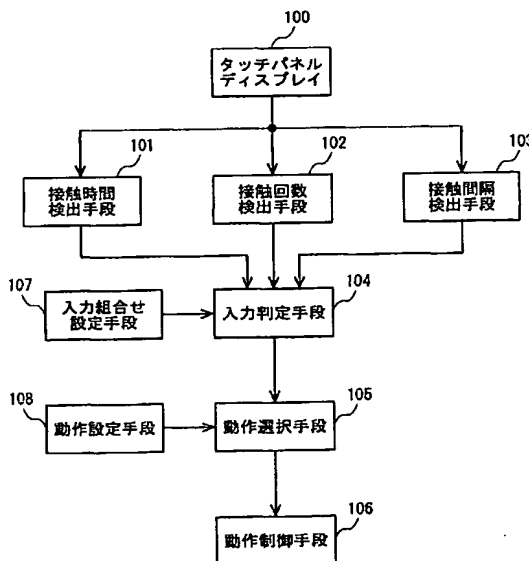 100
タッチパネル
ディスプレイ
101
102
103
接触時間
検出手段
接触回数
検出手段
接触間隔
検出手段
107
104
入力組合せ
設定手段
入力判定手段
108
105
動作設定手段
動作選択手段
106
動作制御手段